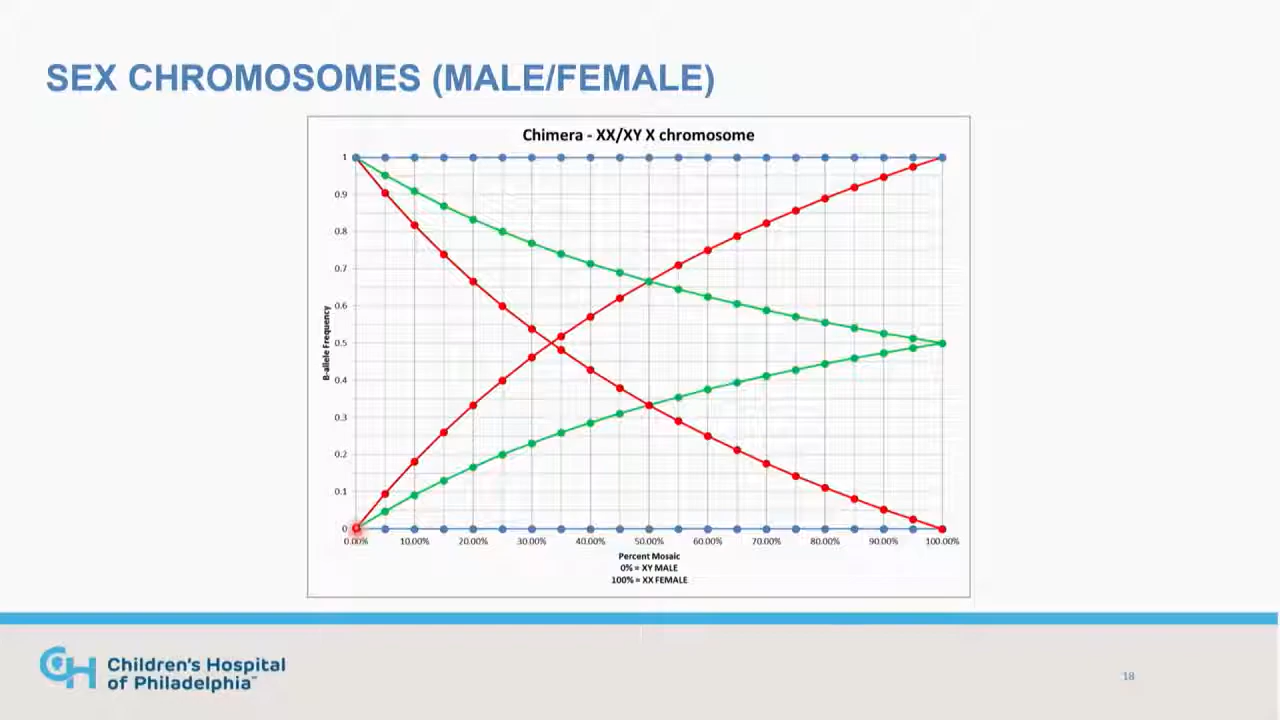 SEX CHROMOSOMES (MALE/FEMALE)
Chimera - XX/XY X chromosome
1
0.9
0.8
0.7
0.6
0.5
0.4
0.3
0.2
0.1
0
B-allele Frequency
0.00% 10.00% 20.00% 30.00% 40.00% 50.00% 60.00% 70.00% 80.00% 90.00% 100.00%
Percent Mosaic
0% = XY MALE
100% = XX FEMALE
CH Children's Hospital
of Philadelphia™
18